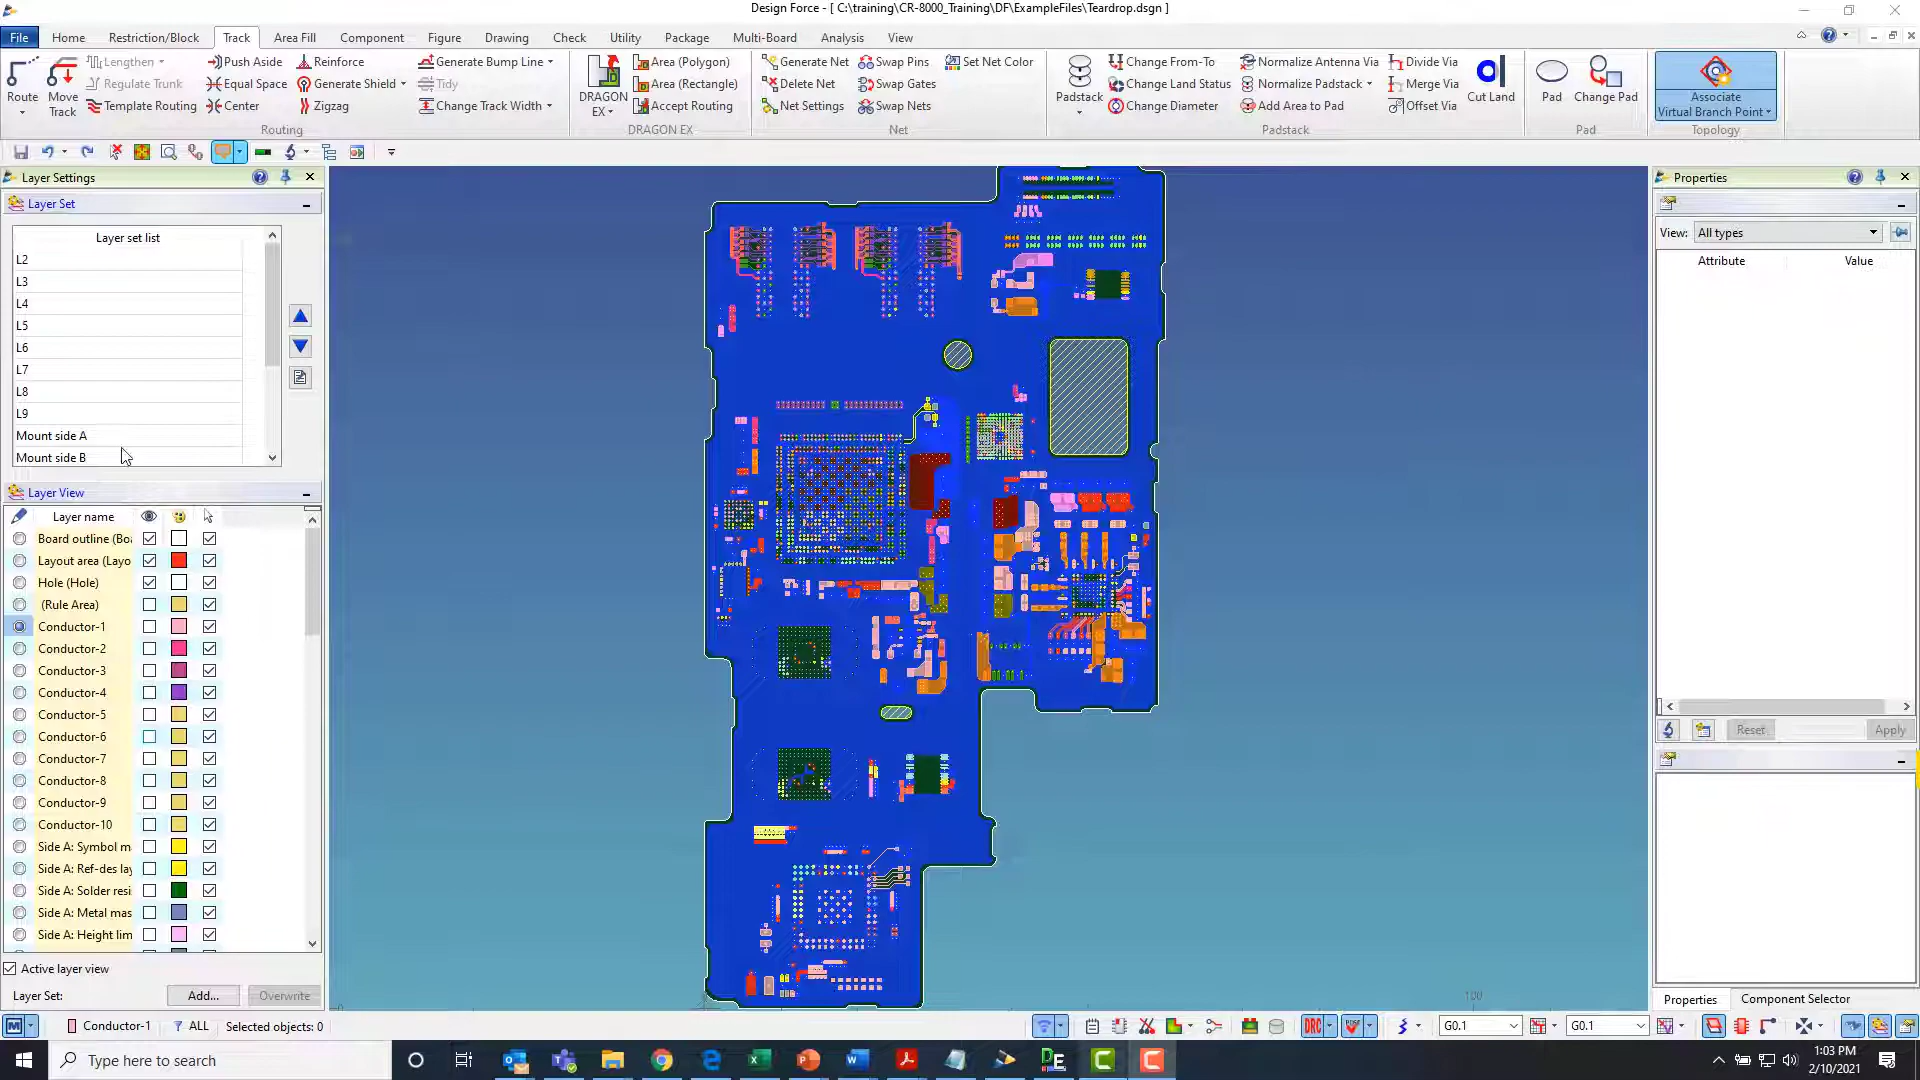 Design Force - [ C:\training\CR-8000_Training\DF\ExampleFiles\Teardrop.dsgn ]
File Home Restriction/Block Track Area Fill Component Figure Drawing Check Utility Package Multi-Board Analysis View
Lengthen Push Aside Reinforce Generate Bump Line Area (Polygon) Generate Net Swap Pins Set Net Color Change From-To Normalize Antenna Via Divide Via
Regulate Trunk Equal Space Generate Shield Tidy Area (Rectangle) Delete Net Swap Gates Change Land Status Normalize Padstack Merge Via
Template Routing Center Zigzag Change Track Width Accept Routing Net Settings Swap Nets Change Diameter Add Area to Pad Offset Via
Route Move Track DRAGON EX Padstack Cut Land Pad Change Pad Associate Virtual Branch Point
Routing DRAGON EX Net Padstack Pad Topology
Layer Settings
Layer Set
Layer set list
L2
L3
L4
L5
L6
L7
L8
L9
Mount side A
Mount side B
Layer View
Layer name
Board outline (Boa
Layout area (Layo
Hole (Hole)
(Rule Area)
Conductor-1
Conductor-2
Conductor-3
Conductor-4
Conductor-5
Conductor-6
Conductor-7
Conductor-8
Conductor-9
Conductor-10
Side A: Symbol m
Side A: Ref-des lay
Side A: Solder resi
Side A: Metal mas
Side A: Height lim
Active layer view
Layer Set: Add... Overwrite
100
Properties
View: All types
Attribute Value
Reset Apply
Properties Component Selector
M Conductor-1 ALL Selected objects: 0 DRC G0.1 G0.1
Type here to search
1:03 PM
2/10/2021